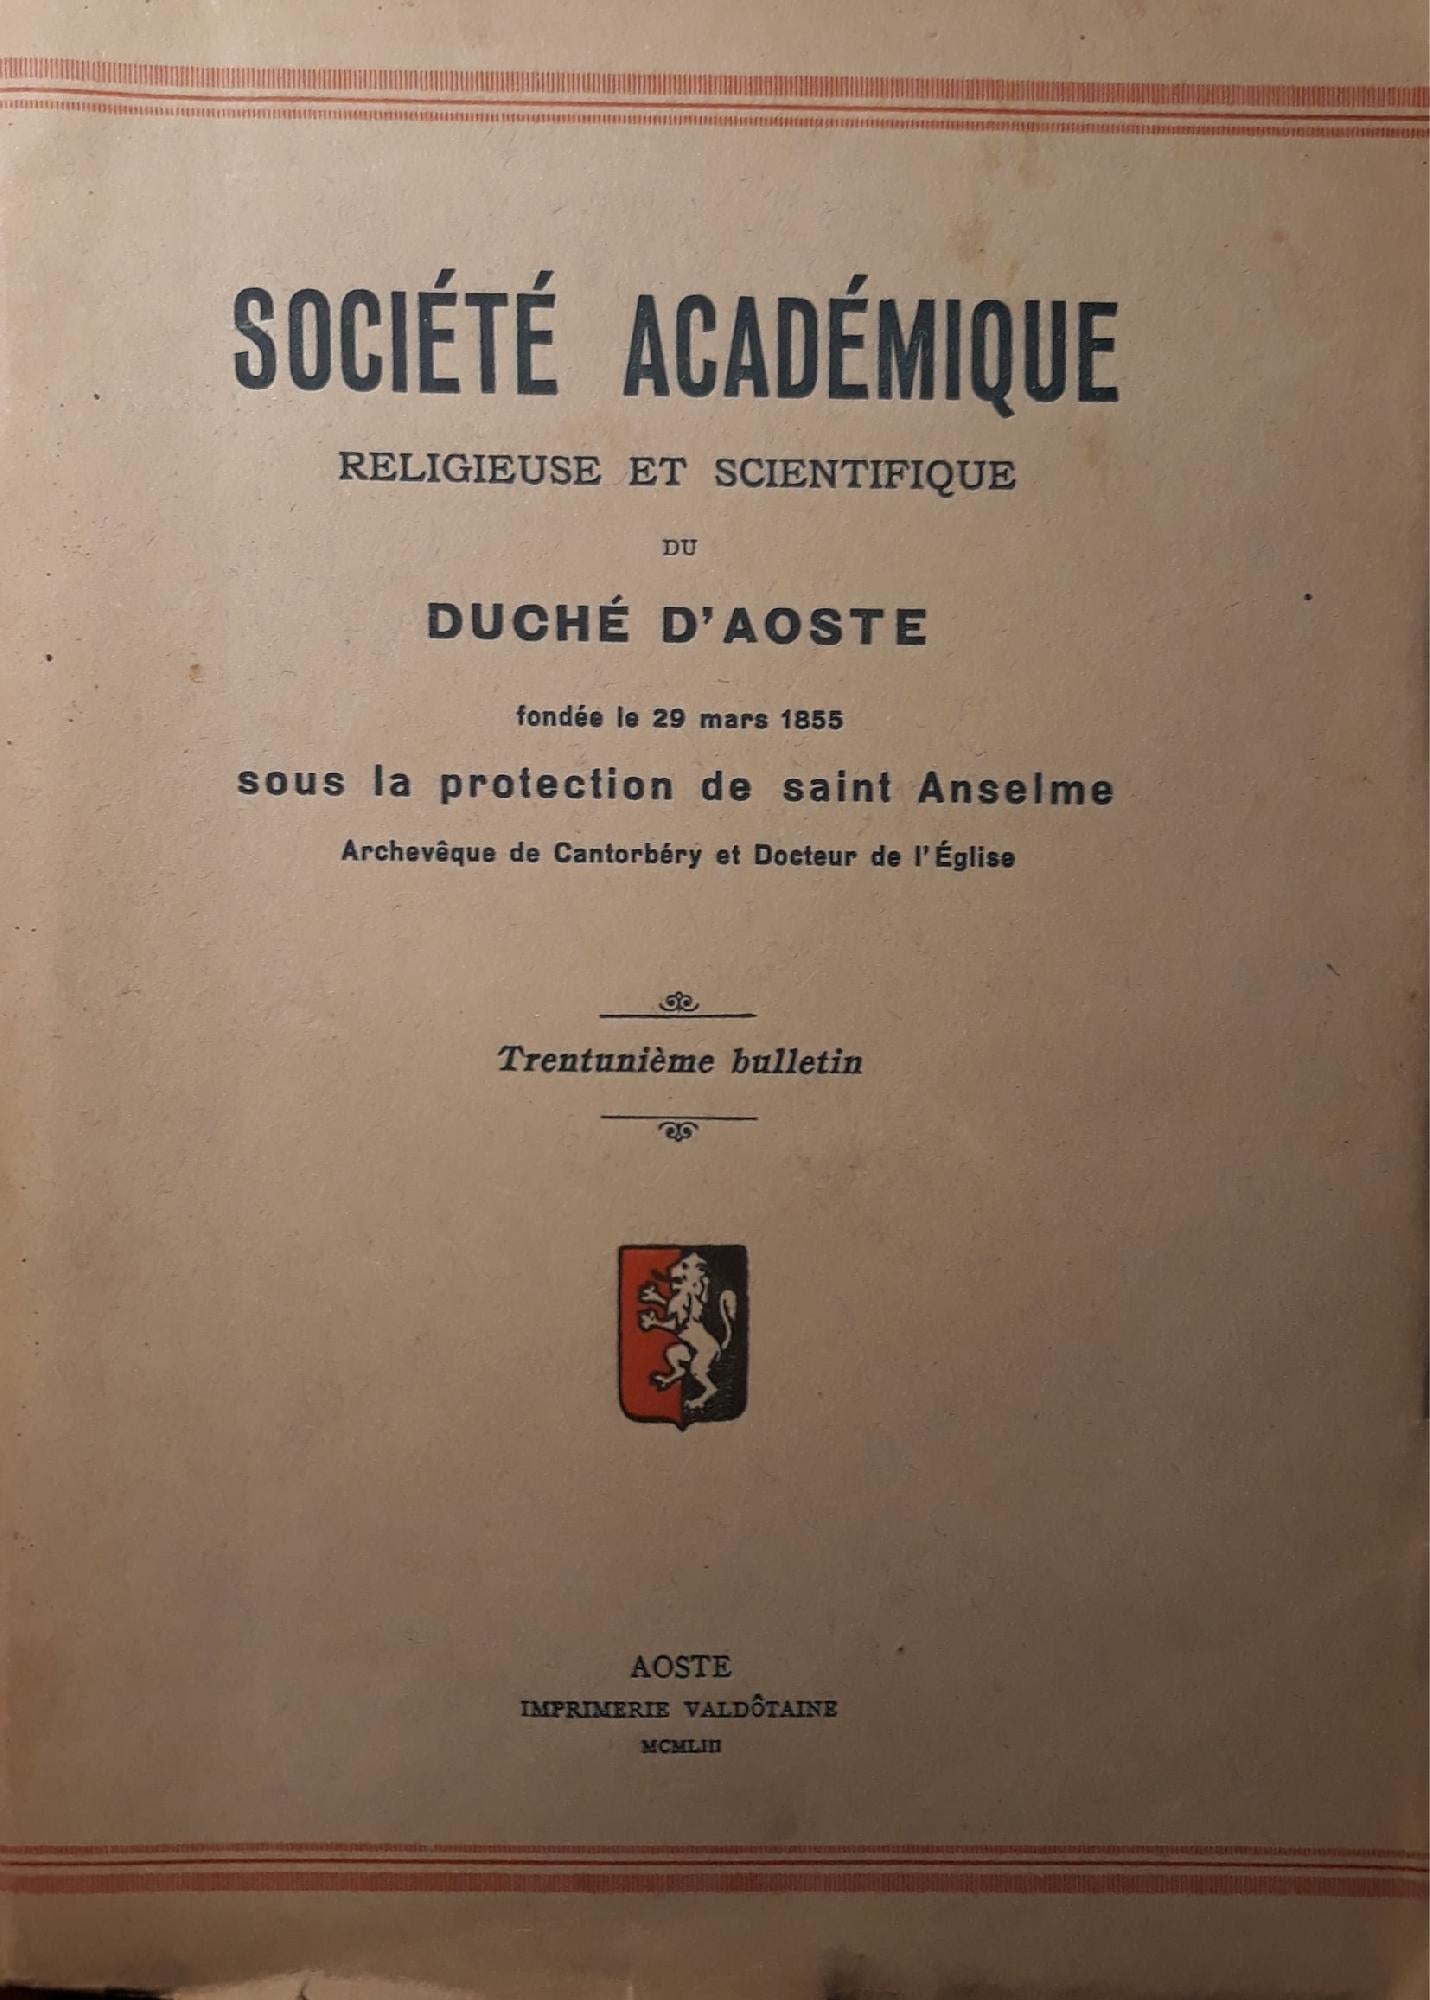 SOCIÉTÉ ACADÉMIQUE
RELIGIEUSE ET SCIENTIFIQUE
DU
DUCHÉ D'AOSTE
fondée le 29 mars 1855
sous la protection de saint Anselme
Archevêque de Cantorbéry et Docteur de l'Église
Trentunième bulletin
AOSTE
IMPRIMERIE VALDÔTAINE
MCMLIII